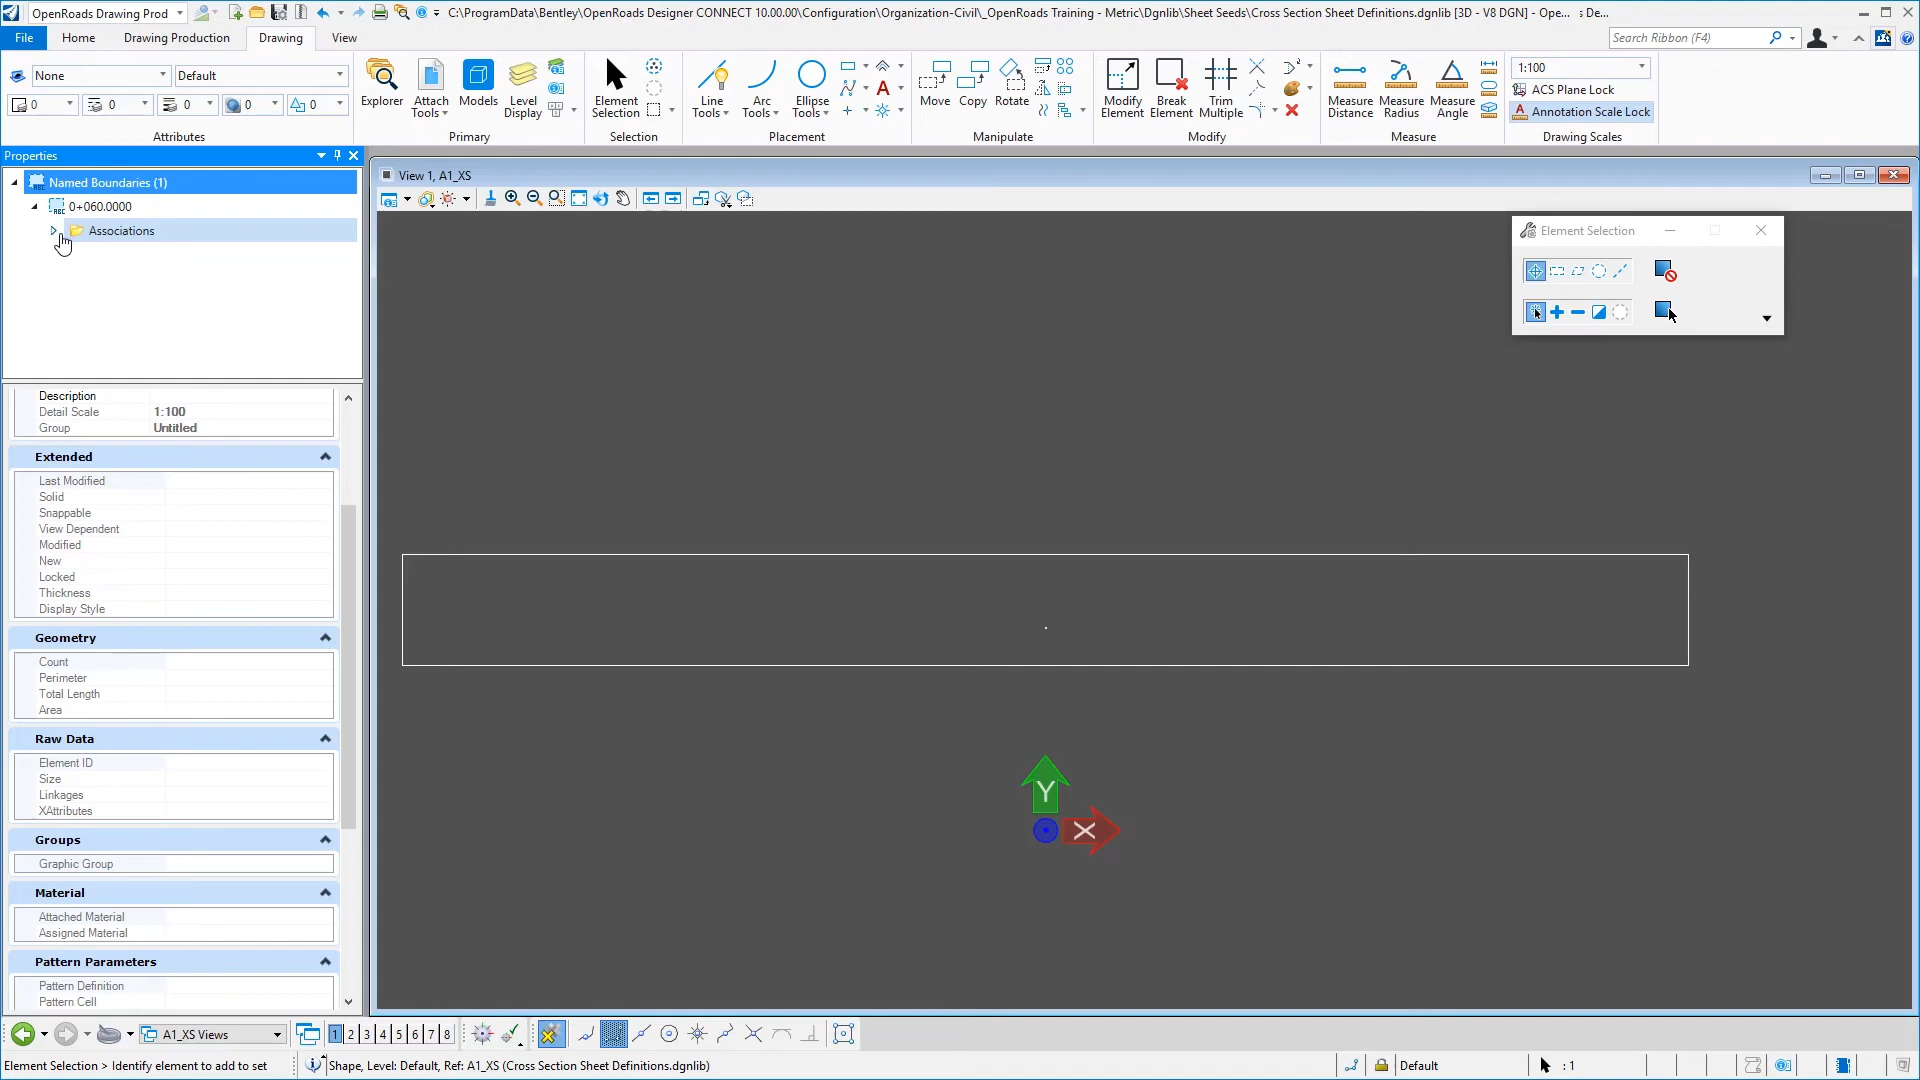 OpenRoads Drawing Prod
C:\ProgramData\Bentley\OpenRoads Designer CONNECT 10.00.00\Configuration\Organization-Civil\_OpenRoads Training - Metric\Dgnlib\Sheet Seeds\Cross Section Sheet Definitions.dgnlib [3D - V8 DGN] - Ope... s De...
File Home Drawing Production Drawing View
Search Ribbon (F4)
None Default
0 0 0 0 0
Attributes
Explorer Attach Tools Models Level Display
Primary
Element Selection
Selection
Line Tools Arc Tools Ellipse Tools
Placement
Move Copy Rotate
Manipulate
Modify Element Break Element Trim Multiple
Modify
Measure Distance Measure Radius Measure Angle
Measure
1:100
ACS Plane Lock
Annotation Scale Lock
Drawing Scales
Properties
Named Boundaries (1)
0+060.0000
Associations
Description
Detail Scale 1:100
Group Untitled
Extended
Last Modified
Solid
Snappable
View Dependent
Modified
New
Locked
Thickness
Display Style
Geometry
Count
Perimeter
Total Length
Area
Raw Data
Element ID
Size
Linkages
XAttributes
Groups
Graphic Group
Material
Attached Material
Assigned Material
Pattern Parameters
Pattern Definition
Pattern Cell
View 1, A1_XS
Element Selection
Y
X
A1_XS Views
1 2 3 4 5 6 7 8
Element Selection > Identify element to add to set
Shape, Level: Default, Ref: A1_XS (Cross Section Sheet Definitions.dgnlib)
Default
: 1